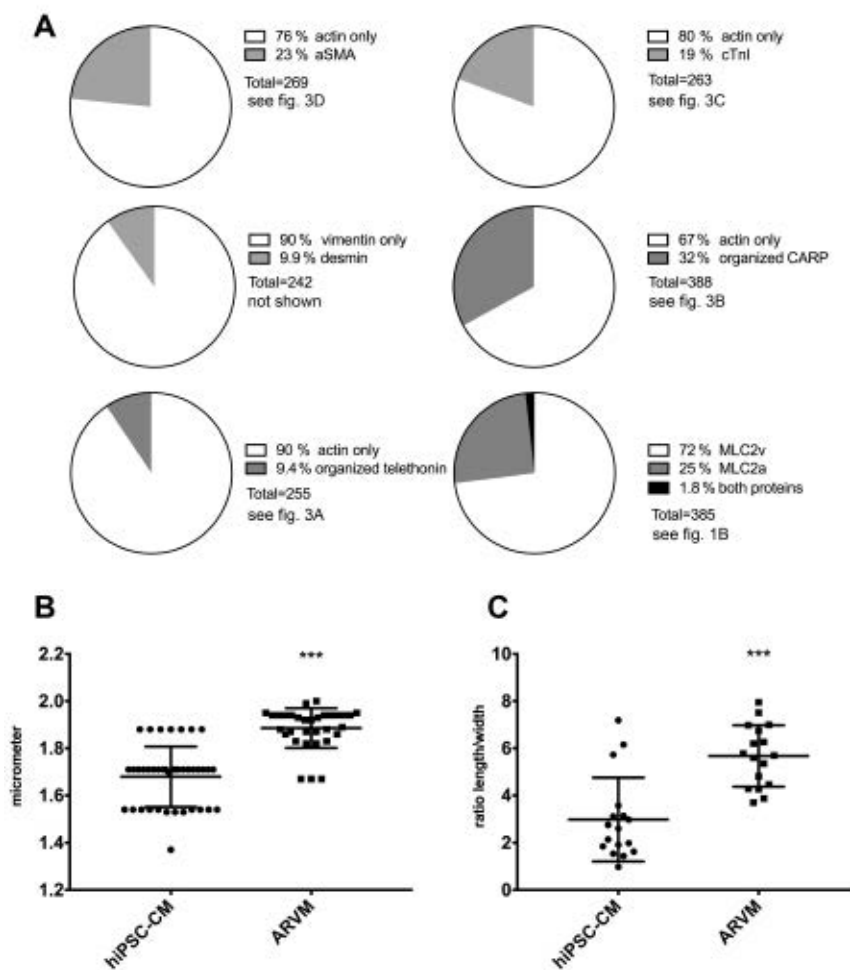 A
76 % actin only
23 % aSMA
Total=269
see fig. 3D
80 % actin only
19 % cTnI
Total=263
see fig. 3C
90 % vimentin only
9.9 % desmin
Total=242
not shown
67 % actin only
32 % organized CARP
Total=388
see fig. 3B
90 % actin only
9.4 % organized telethonin
Total=255
see fig. 3A
72 % MLC2v
25 % MLC2a
1.8 % both proteins
Total=385
see fig. 1B
B
micrometer
2.2
2.0
1.8
1.6
1.4
1.2
***
hiPSC-CM
ARVM
C
ratio length/width
10
8
6
4
2
0
***
hiPSC-CM
ARVM